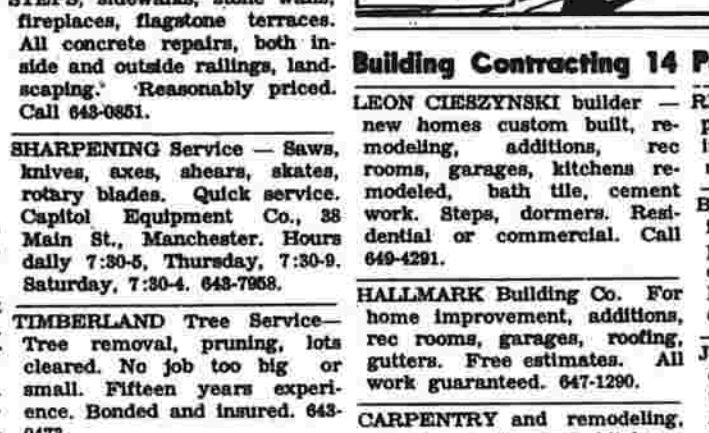 STEPS, sidewalks, stone walls,
fireplaces, flagstone terraces.
All concrete repairs, both in-
side and outside railings, land-
scaping. Reasonably priced.
Call 643-0851.
SHARPENING Service — Saws,
knives, axes, shears, skates,
rotary blades. Quick service.
Capitol Equipment Co., 38
Main St., Manchester. Hours
daily 7:30-5, Thursday, 7:30-9.
Saturday, 7:30-4. 643-7958.
TIMBERLAND Tree Service—
Tree removal, pruning, lots
cleared. No job too big or
small. Fifteen years experi-
ence. Bonded and insured. 643-
Building Contracting 14
LEON CIESZYNSKI builder —
new homes custom built, re-
modeling, additions, rec
rooms, garages, kitchens re-
modeled, bath tile, cement
work. Steps, dormers. Resi-
dential or commercial. Call
649-4291.
HALLMARK Building Co. For
home improvement, additions,
rec rooms, garages, roofing,
gutters. Free estimates. All
work guaranteed. 647-1290.
CARPENTRY and remodeling,